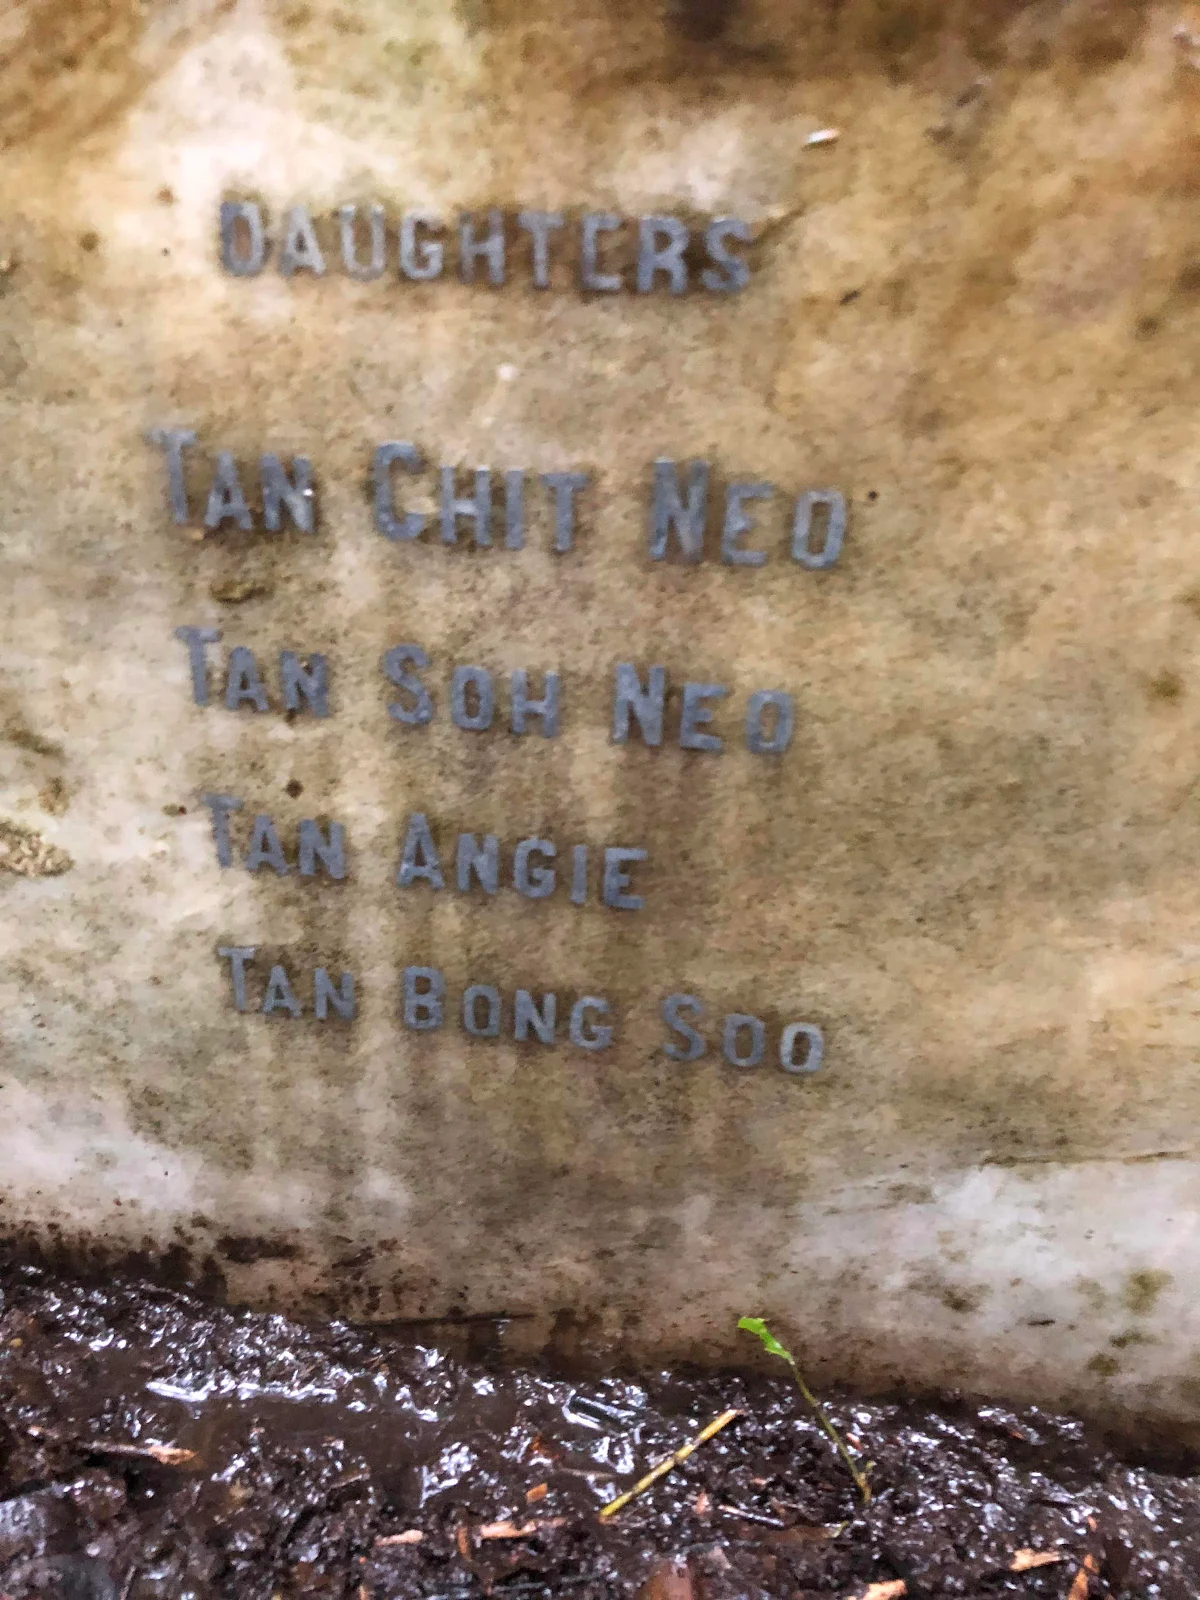 DAUGHTERS
TAN CHIT NEO
TAN SOH NEO
TAN ANGIE
TAN BONG SOO